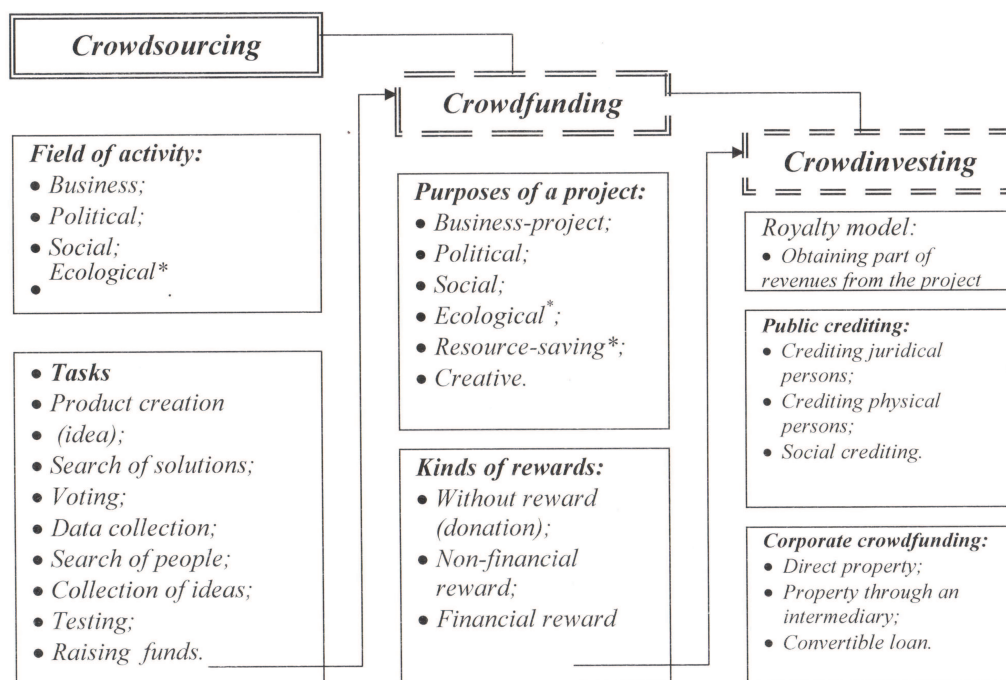 Crowdsourcing
Field of activity:
• Business;
• Political;
• Social;
Ecological*
•
.
• Tasks
• Product creation
• (idea);
• Search of solutions;
• Voting;
• Data collection;
• Search of people;
• Collection of ideas;
• Testing;
• Raising funds.
Crowdfunding
Purposes of a project:
• Business-project;
• Political;
• Social;
• Ecological*;
• Resource-saving*;
• Creative.
Kinds of rewards:
• Without reward
(donation);
• Non-financial
reward;
• Financial reward
Crowdinvesting
Royalty model:
• Obtaining part of
revenues from the project
Public crediting:
• Crediting juridical
persons;
• Crediting physical
persons;
• Social crediting.
Corporate crowdfunding:
• Direct property;
• Property through an
intermediary;
• Convertible loan.